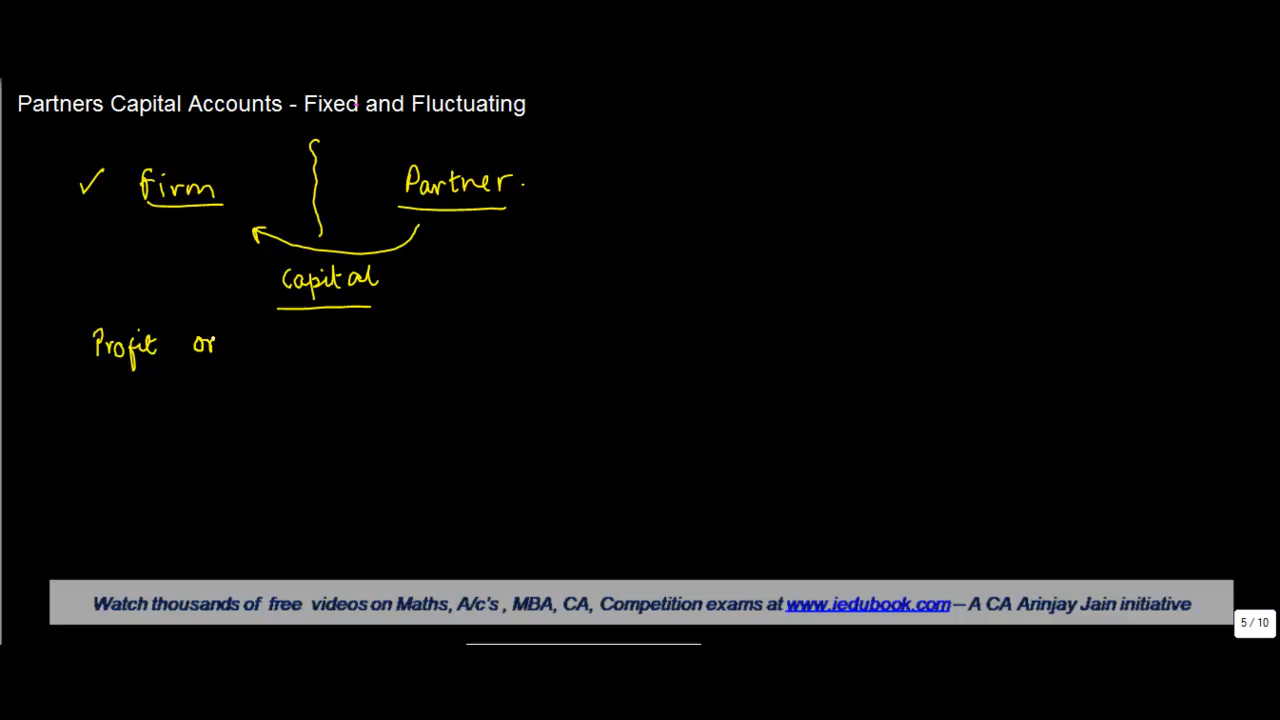 Partners Capital Accounts - Fixed and Fluctuating
✓ firm Partner.
Capital
Profit or
Watch thousands of free videos on Maths, A/c's , MBA, CA, Competition exams at www.iedubook.com – A CA Arinjay Jain initiative
5 / 10